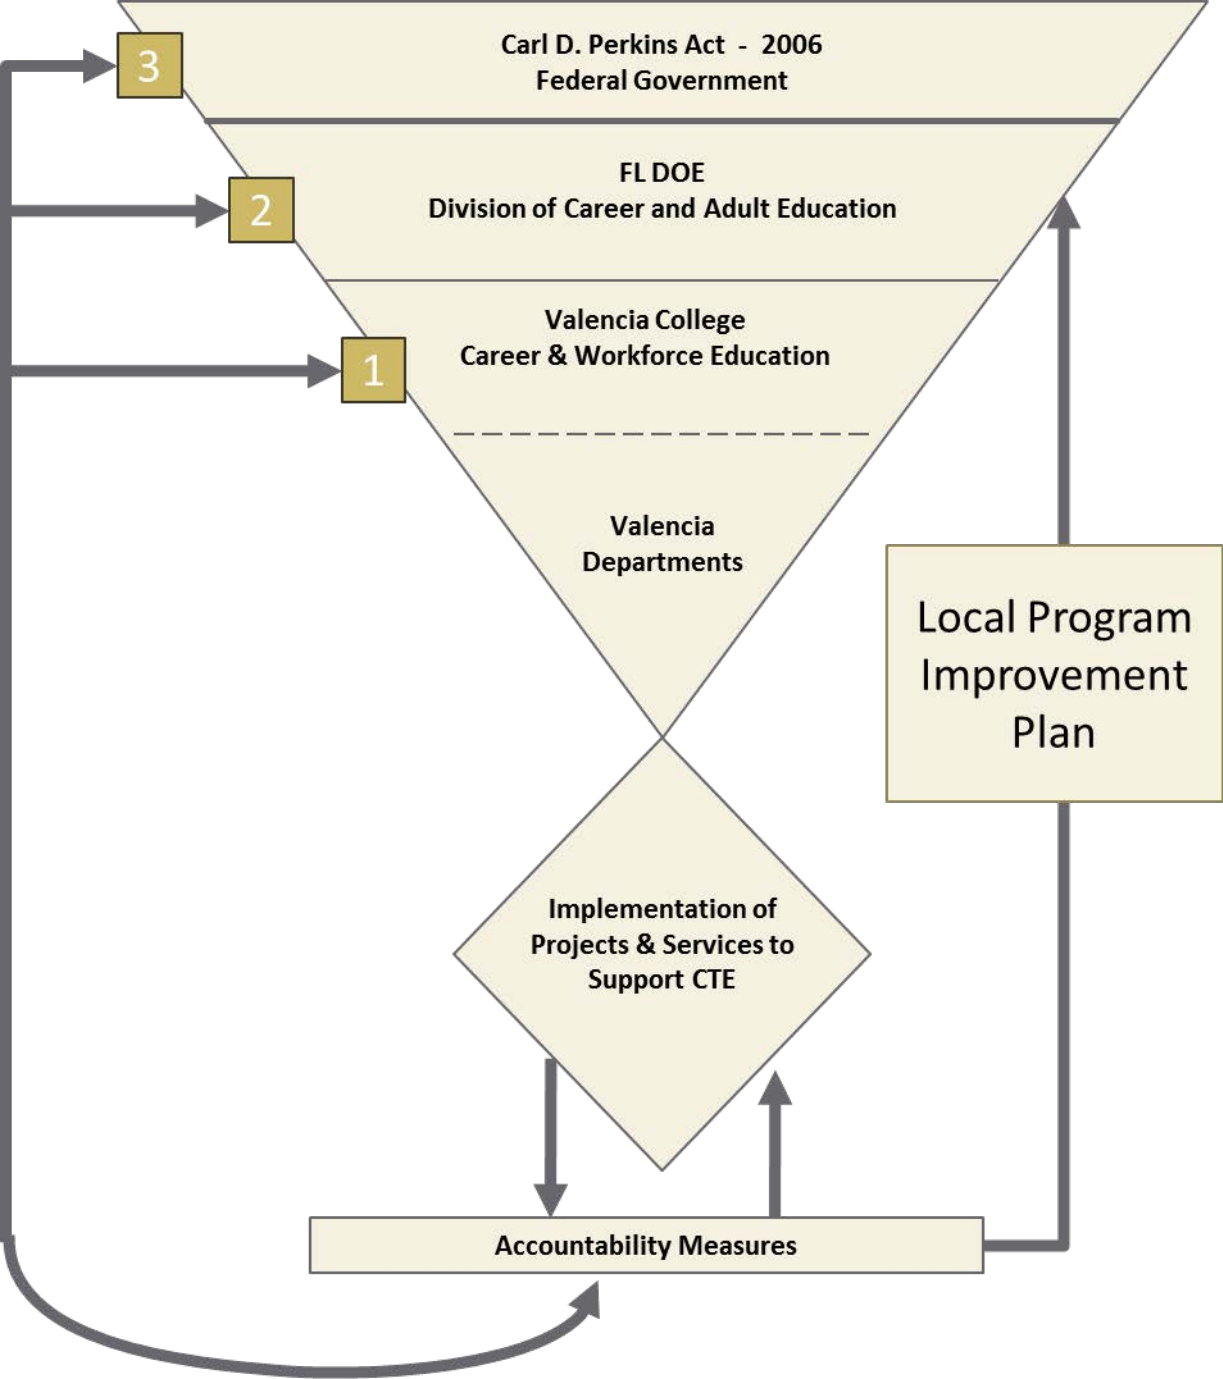 Carl D. Perkins Act - 2006
Federal Government
3
FL DOE
Division of Career and Adult Education
2
Valencia College
Career & Workforce Education
1
Valencia
Departments
Local Program
Improvement
Plan
Implementation of
Projects & Services to
Support CTE
Accountability Measures